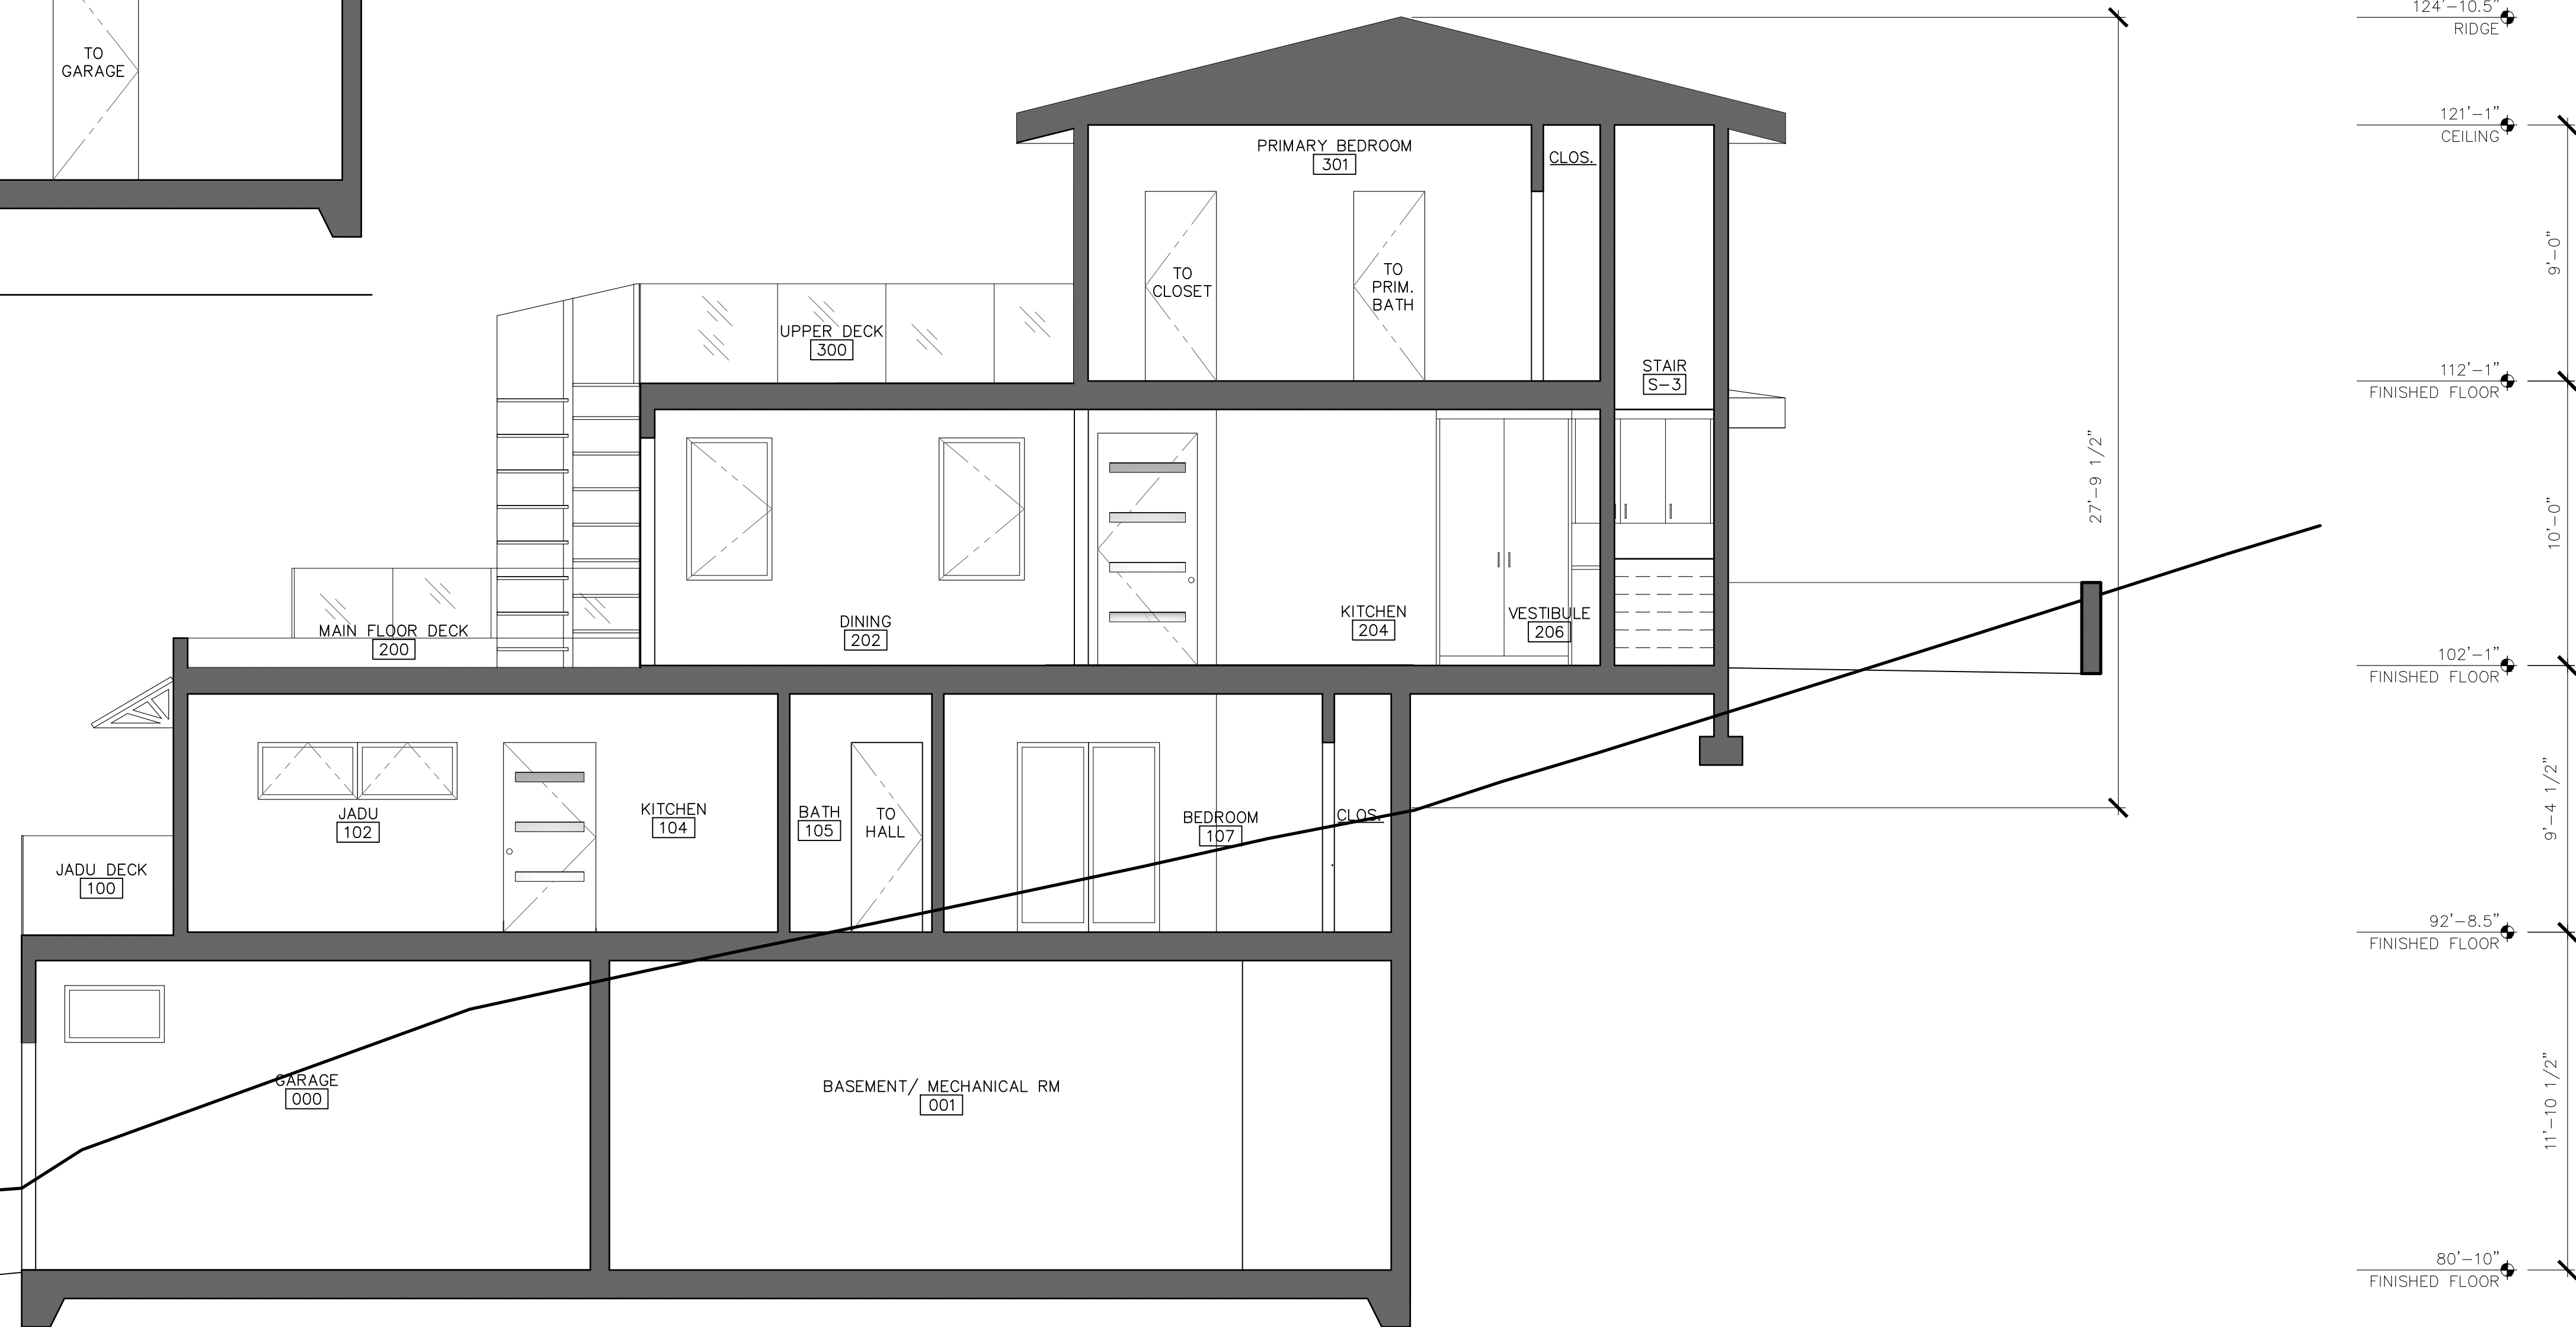 124'-10.5"
RIDGE
TO
GARAGE
121'-1"
CEILING
PRIMARY BEDROOM
301
CLOS.
9'-0"
TO
CLOSET
TO
PRIM.
BATH
UPPER DECK
300
STAIR
S-3
112'-1"
FINISHED FLOOR
27'-9 1/2"
10'-0"
MAIN FLOOR DECK
200
DINING
202
KITCHEN
204
VESTIBULE
206
102'-1"
FINISHED FLOOR
JADU
102
KITCHEN
104
BATH
105
TO
HALL
BEDROOM
107
CLOS.
9'-4 1/2"
JADU DECK
100
92'-8.5"
FINISHED FLOOR
GARAGE
000
BASEMENT/ MECHANICAL RM
001
11'-10 1/2"
80'-10"
FINISHED FLOOR